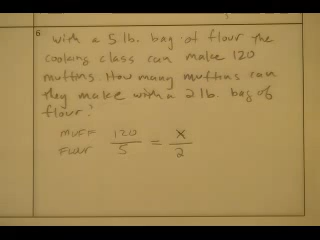 6.
With a 5 lb. bag of flour the
cooking class can make 120
muffins. How many muffins can
they make with a 2 lb. bag of
flour?
MUFF 120 = X
FLOUR 5 2